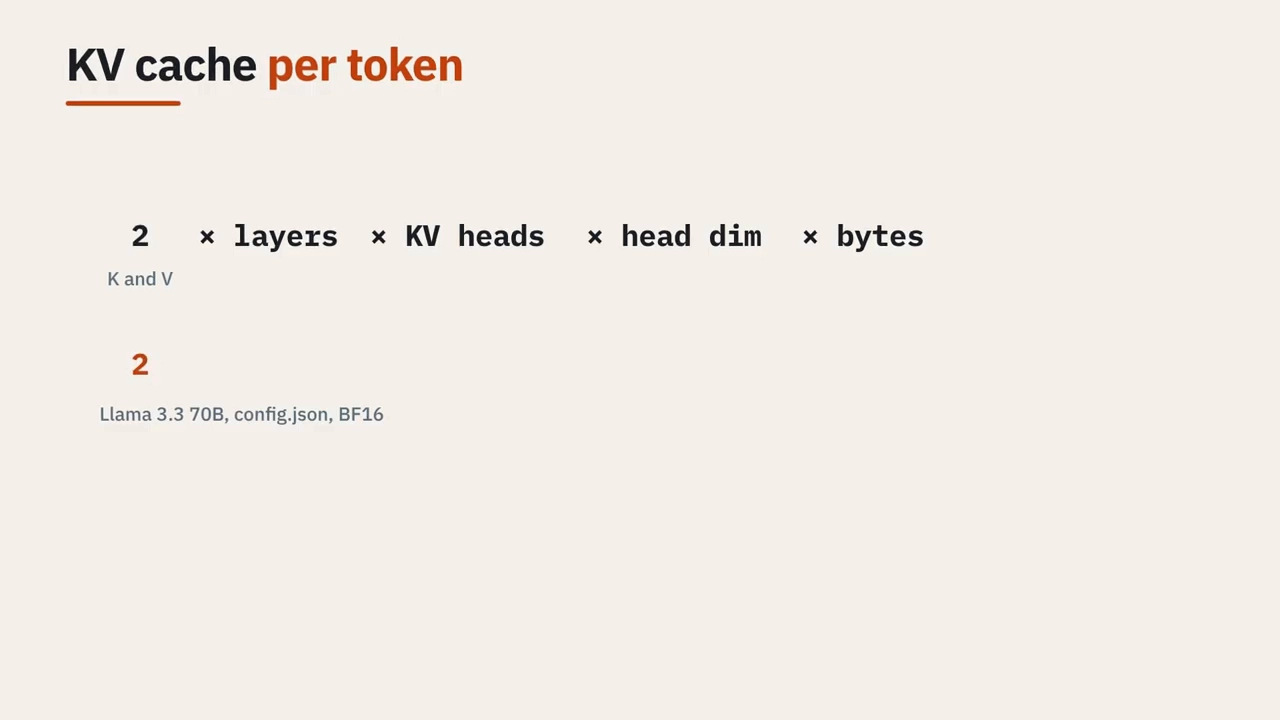 KV cache per token
2 × layers × KV heads × head dim × bytes
K and V
2
Llama 3.3 70B, config.json, BF16